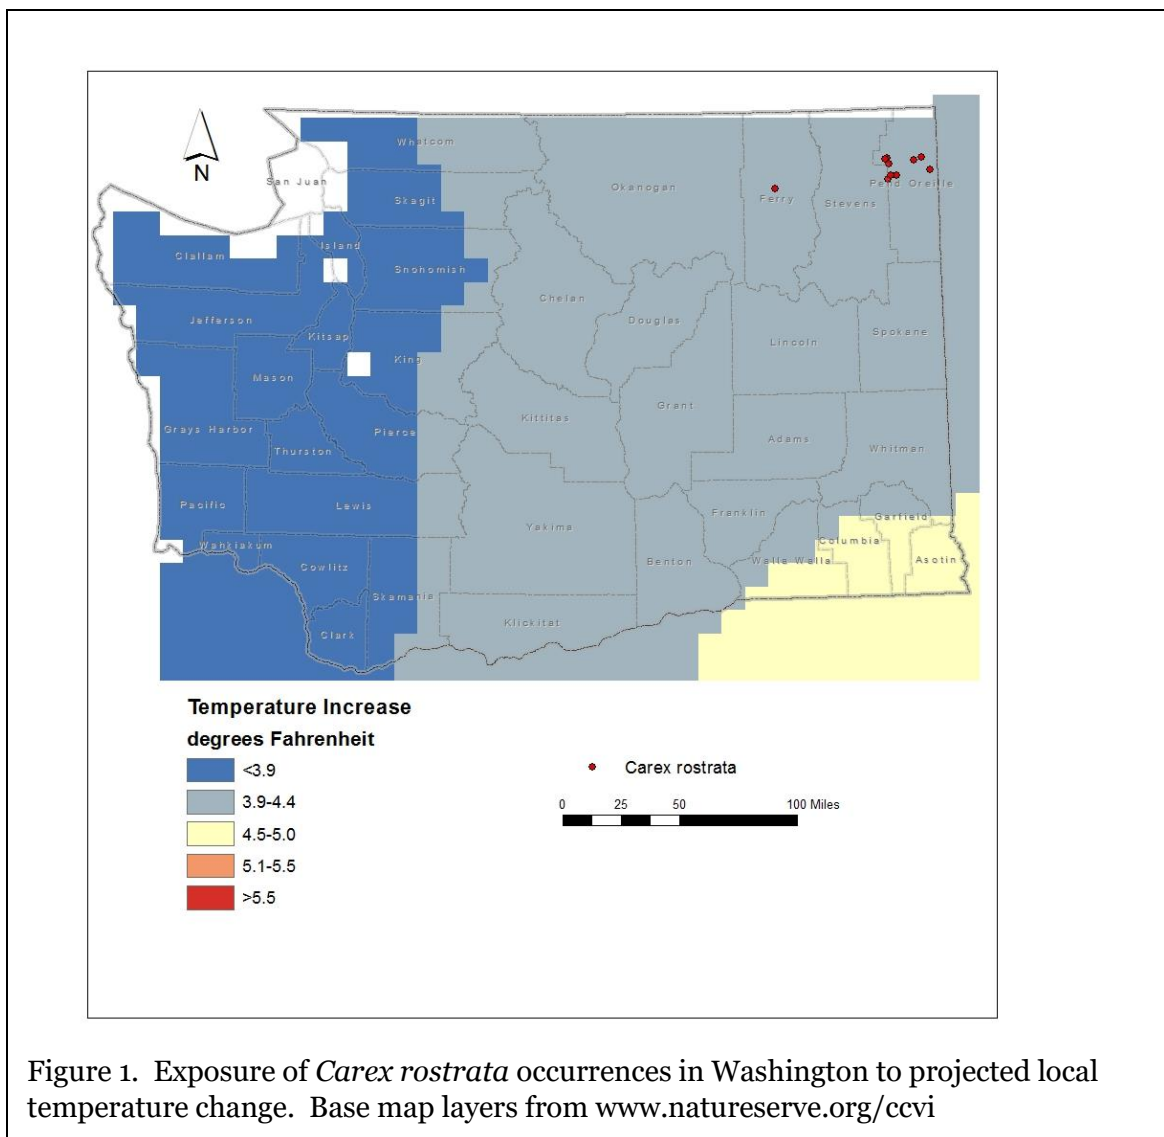 N
Whatcom
San Juan
Okanogan
Pend Oreille
Skagit
Ferry
Stevens
Island
Clallam
Snohomish
Chelan
Jefferson
Douglas
Kitsap
Lincoln
Spokane
King
Mason
Grant
Kittitas
Grays Harbor
Pierce
Adams
Whitman
Thurston
Pacific
Lewis
Franklin
Garfield
Yakima
Columbia
Wahkiakum
Cowlitz
Benton
Walla Walla
Asotin
Skamania
Klickitat
Clark
Temperature Increase
degrees Fahrenheit
<3.9
3.9-4.4
4.5-5.0
5.1-5.5
>5.5
Carex rostrata
0 25 50 100 Miles
Figure 1. Exposure of Carex rostrata occurrences in Washington to projected local
temperature change. Base map layers from www.natureserve.org/ccvi